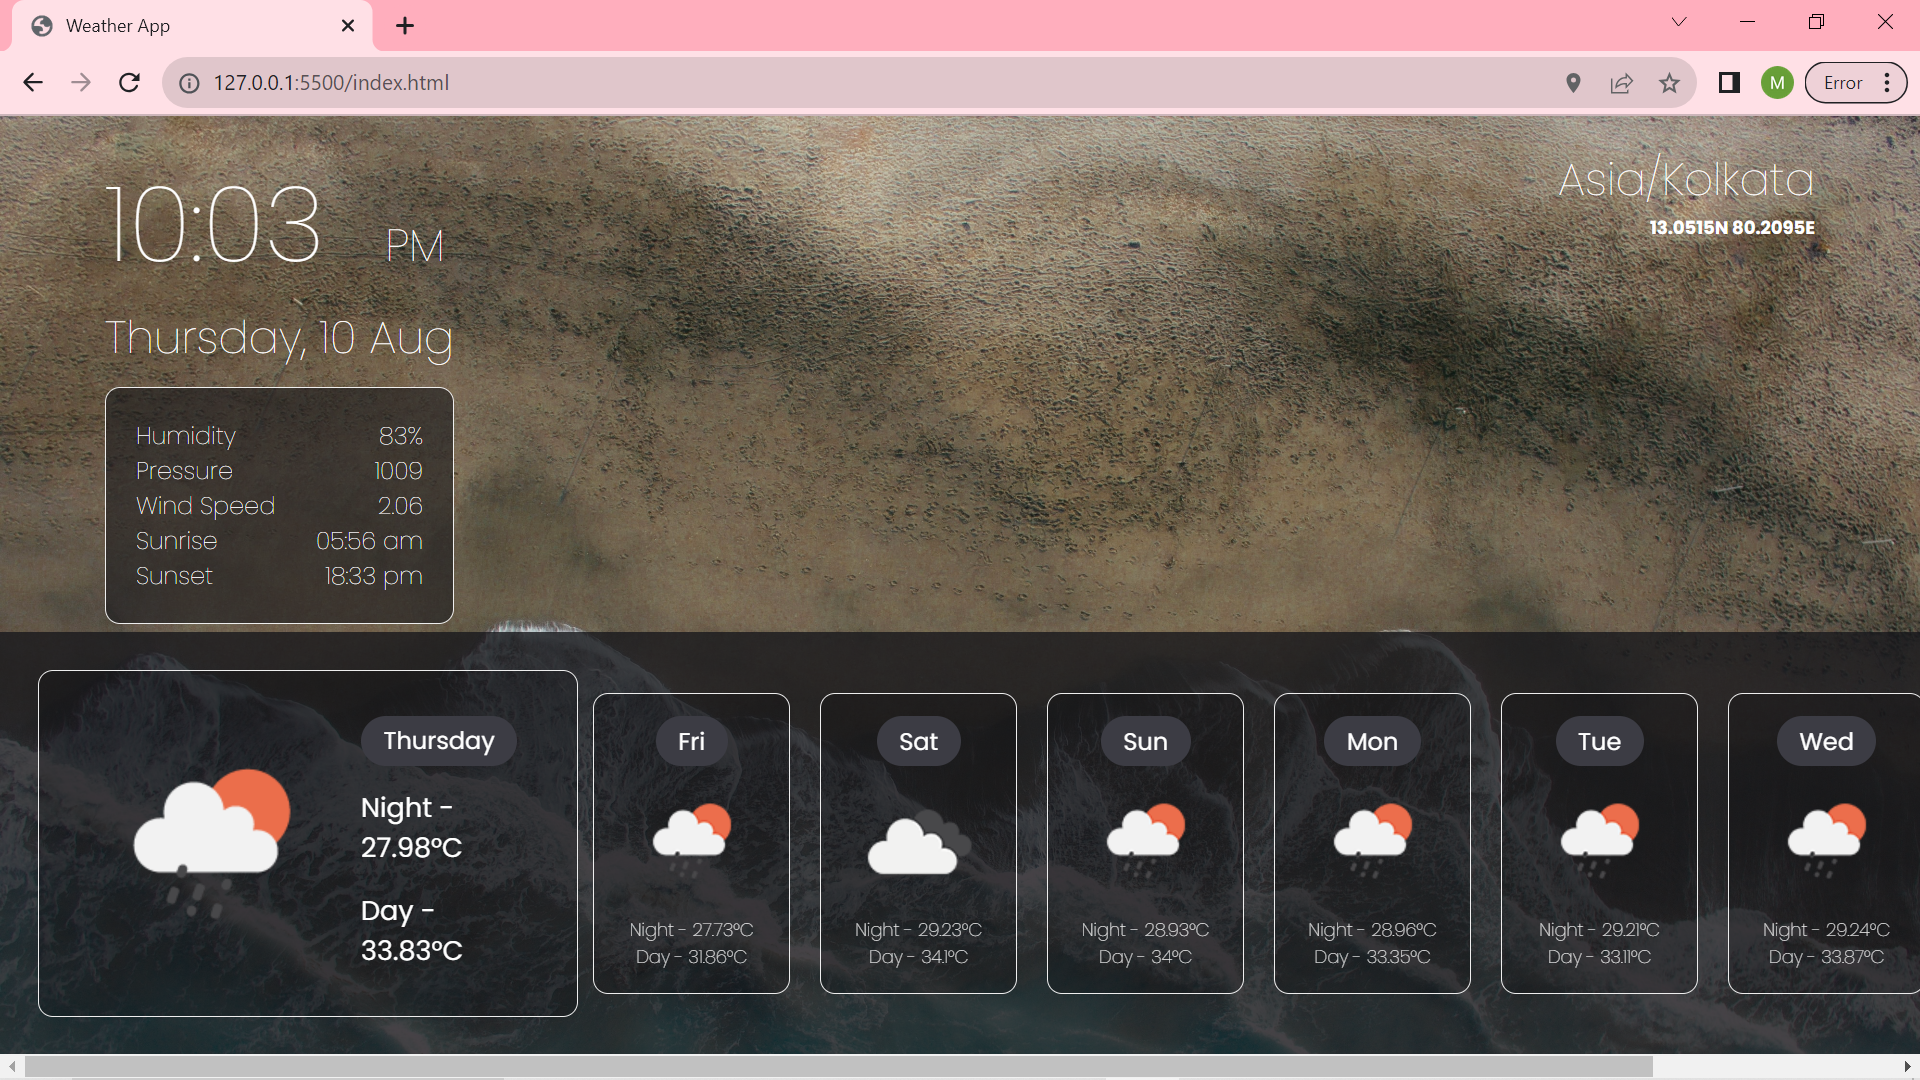 Weather App
127.0.0.1:5500/index.html
M
Error
10:03 PM
Asia/Kolkata
13.0515N 80.2095E
Thursday, 10 Aug
Humidity 83%
Pressure 1009
Wind Speed 2.06
Sunrise 05:56 am
Sunset 18:33 pm
Thursday
Night -
27.98°C
Day -
33.83°C
Fri
Night - 27.73°C
Day - 31.86°C
Sat
Night - 29.23°C
Day - 34.1°C
Sun
Night - 28.93°C
Day - 34°C
Mon
Night - 28.96°C
Day - 33.35°C
Tue
Night - 29.21°C
Day - 33.11°C
Wed
Night - 29.24°C
Day - 33.87°C